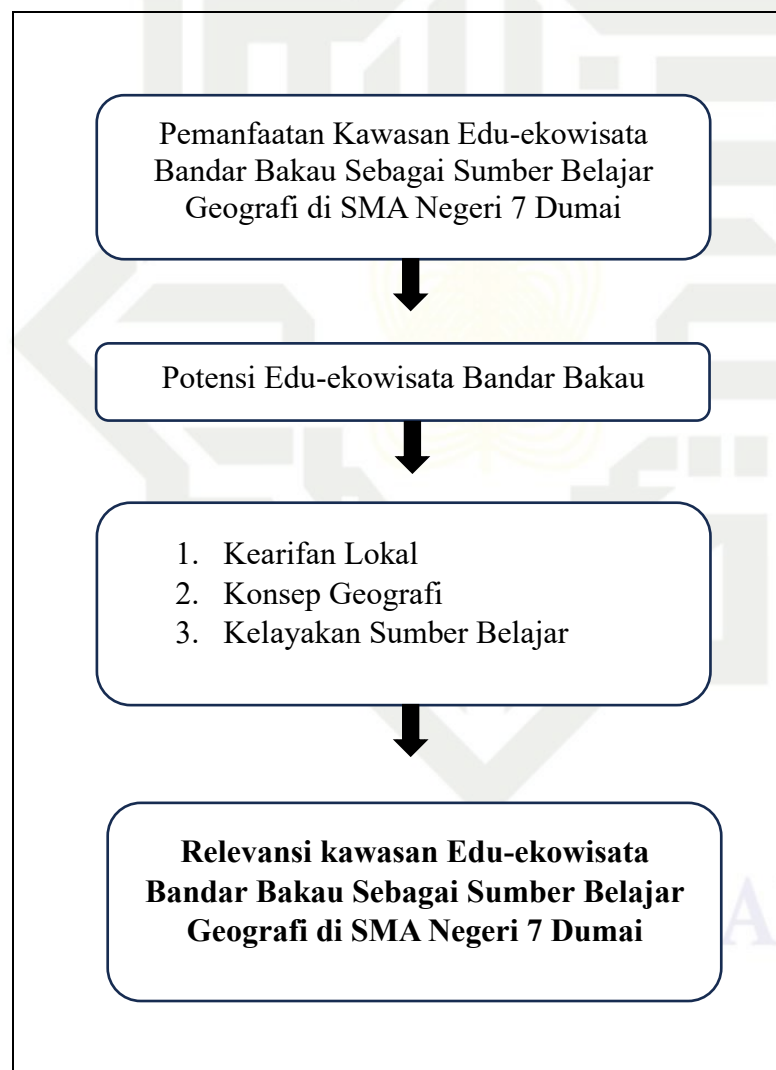 Pemanfaatan Kawasan Edu-ekowisata
Bandar Bakau Sebagai Sumber Belajar
Geografi di SMA Negeri 7 Dumai
Potensi Edu-ekowisata Bandar Bakau
1. Kearifan Lokal
2. Konsep Geografi
3. Kelayakan Sumber Belajar
Relevansi kawasan Edu-ekowisata
Bandar Bakau Sebagai Sumber Belajar
Geografi di SMA Negeri 7 Dumai